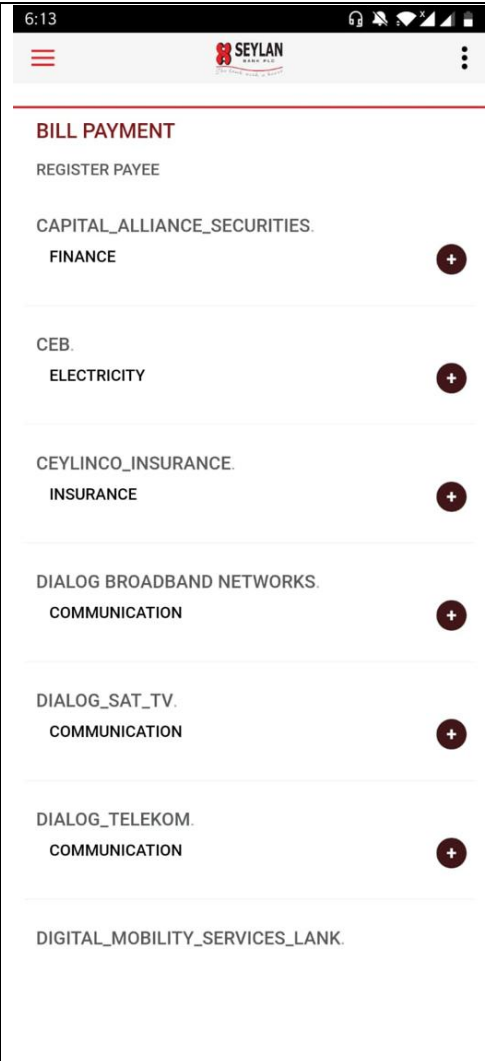 6:13
SEYLAN
BANK PLC
BILL PAYMENT
REGISTER PAYEE
CAPITAL_ALLIANCE_SECURITIES.
FINANCE
CEB.
ELECTRICITY
CEYLINCO_INSURANCE.
INSURANCE
DIALOG BROADBAND NETWORKS.
COMMUNICATION
DIALOG_SAT_TV.
COMMUNICATION
DIALOG_TELEKOM.
COMMUNICATION
DIGITAL_MOBILITY_SERVICES_LANK.